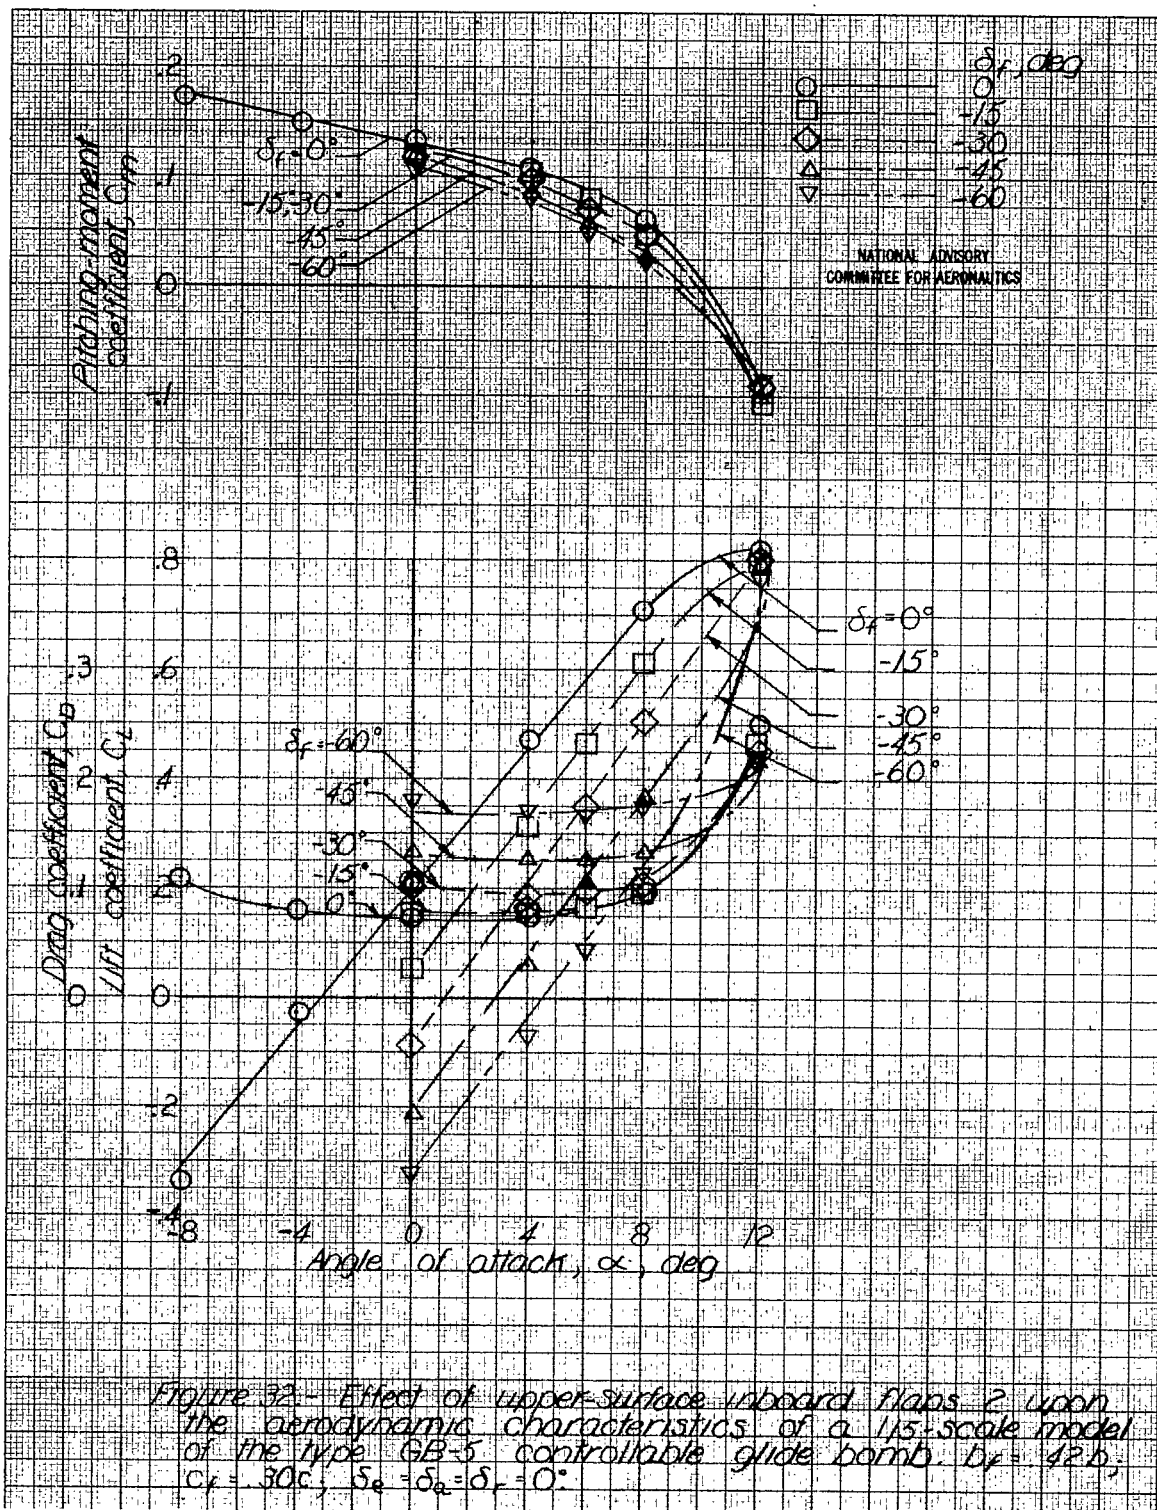 δf, deg
0
-15
-30
-45
-60
NATIONAL ADVISORY
COMMITTEE FOR AERONAUTICS
Pitching-moment
coefficient, Cm
.2
.1
0
-.1
δf = 0°
-15,-30°
-45°
-60°
Drag coefficient, CD
.3
.2
.1
0
Lift coefficient, CL
.8
.6
.4
.2
0
-.2
-.4
δf = 0°
-15°
-30°
-45°
-60°
δf = -60°
-45°
-30°
-15°
0°
-8 -4 0 4 8 12
Angle of attack, α, deg
Figure 32.- Effect of upper-surface inboard flaps 2 upon
the aerodynamic characteristics of a 1/5-scale model
of the type GB-5 controllable glide bomb. bf = .42b;
cf = .30c; δe = δa = δr = 0°.